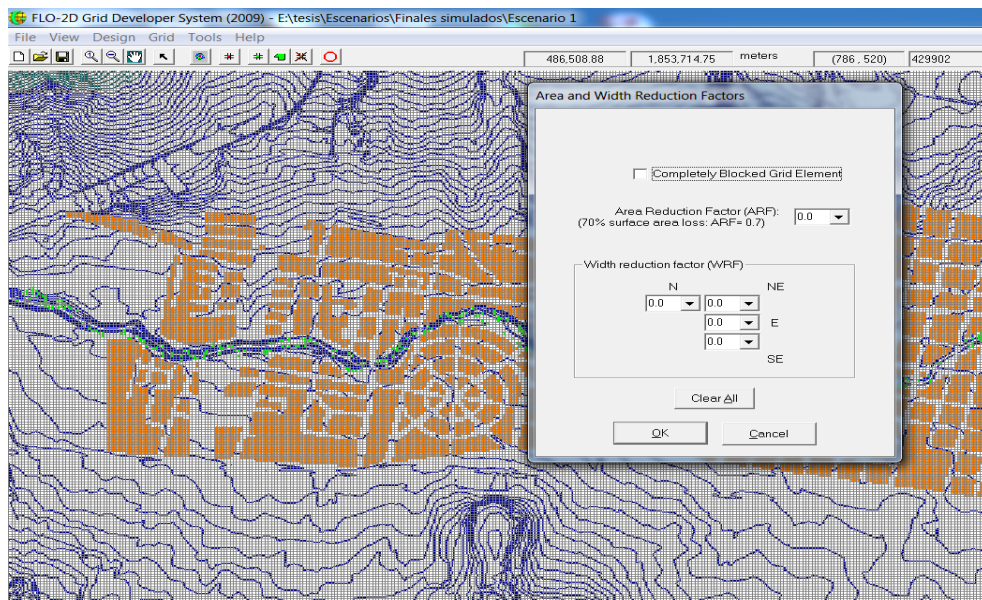 FLO-2D Grid Developer System (2009) - E:\tesis\Escenarios\Finales simulados\Escenario 1
File View Design Grid Tools Help
486,508.88 1,853,714.75 meters (786 , 520) 429902
Area and Width Reduction Factors
Completely Blocked Grid Element
Area Reduction Factor (ARF): 0.0
(70% surface area loss: ARF= 0.7)
Width reduction factor (WRF)
N NE
0.0 0.0
0.0 E
0.0
SE
Clear All
OK Cancel